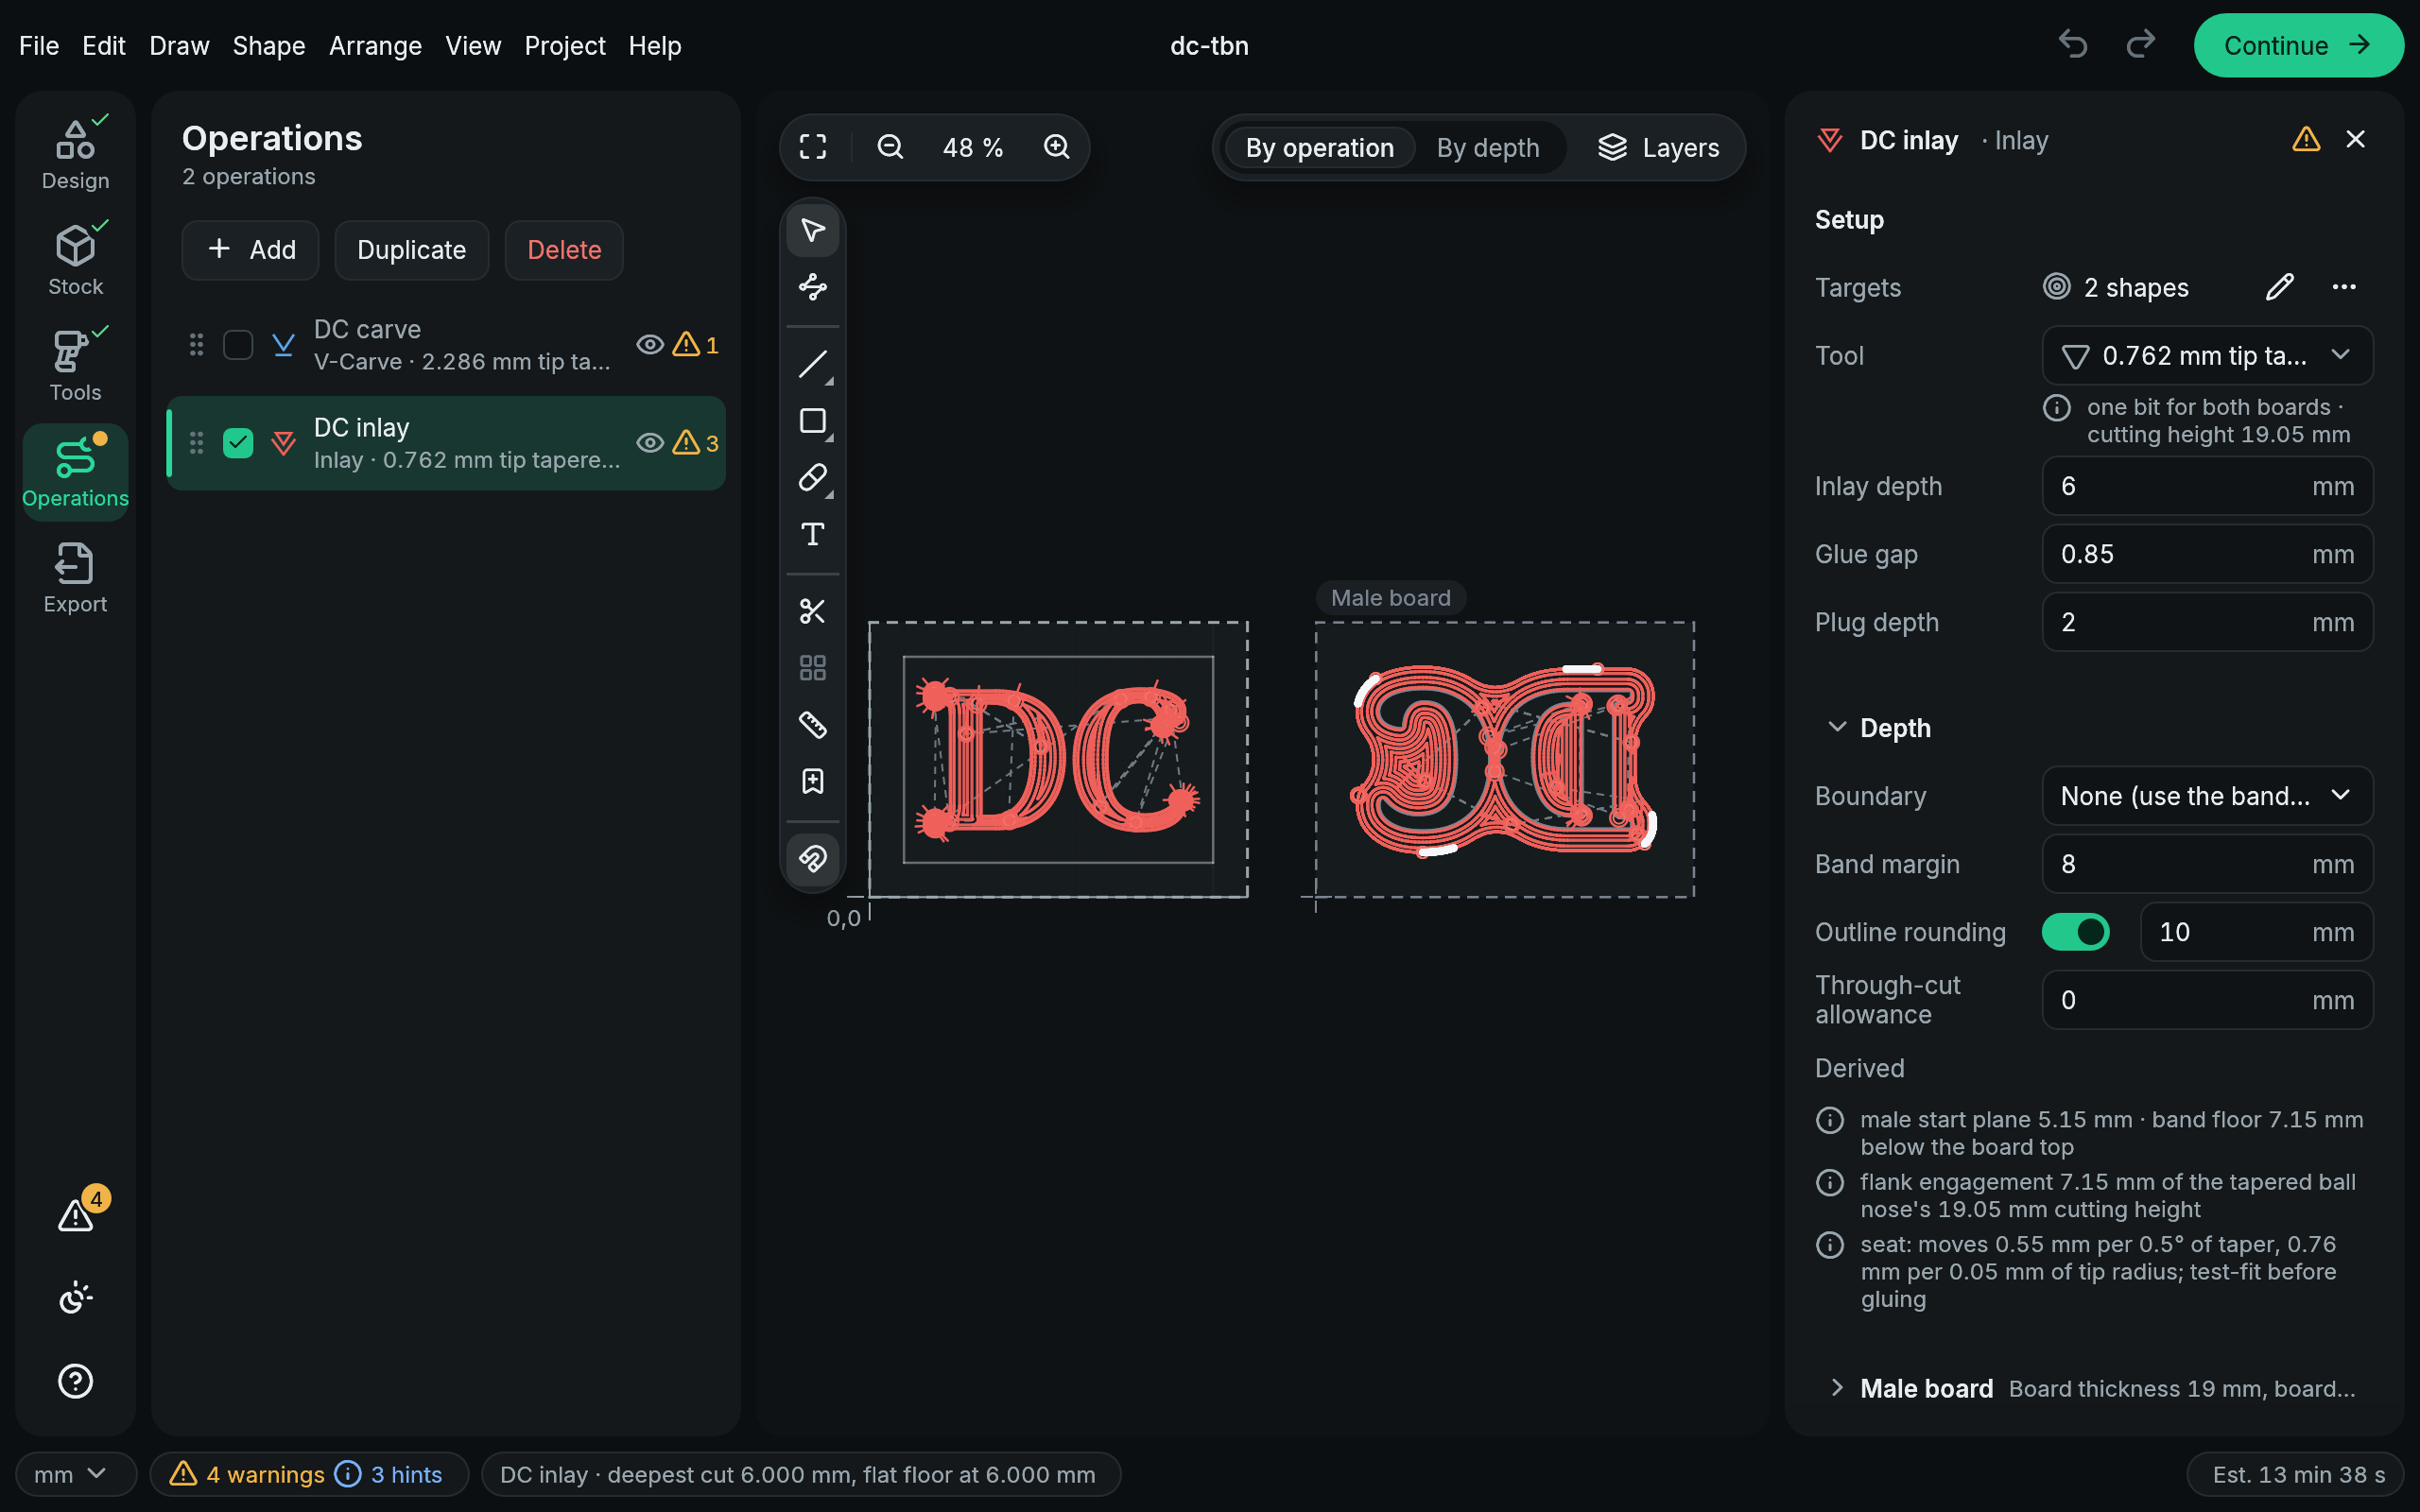 File Edit Draw Shape Arrange View Project Help
dc-tbn
Continue
Design
Stock
Tools
Operations
Export
4
Operations
2 operations
Add
Duplicate
Delete
DC carve
V-Carve · 2.286 mm tip ta...
1
DC inlay
Inlay · 0.762 mm tip tapere...
3
48 %
By operation
By depth
Layers
Male board
DC
DC
0,0
DC inlay · Inlay
Setup
Targets
2 shapes
Tool
0.762 mm tip ta...
one bit for both boards ·
cutting height 19.05 mm
Inlay depth
6 mm
Glue gap
0.85 mm
Plug depth
2 mm
Depth
Boundary
None (use the band...
Band margin
8 mm
Outline rounding
10 mm
Through-cut
allowance
0 mm
Derived
male start plane 5.15 mm · band floor 7.15 mm
below the board top
flank engagement 7.15 mm of the tapered ball
nose's 19.05 mm cutting height
seat: moves 0.55 mm per 0.5° of taper, 0.76
mm per 0.05 mm of tip radius; test-fit before
gluing
Male board Board thickness 19 mm, board...
mm
4 warnings 3 hints
DC inlay · deepest cut 6.000 mm, flat floor at 6.000 mm
Est. 13 min 38 s